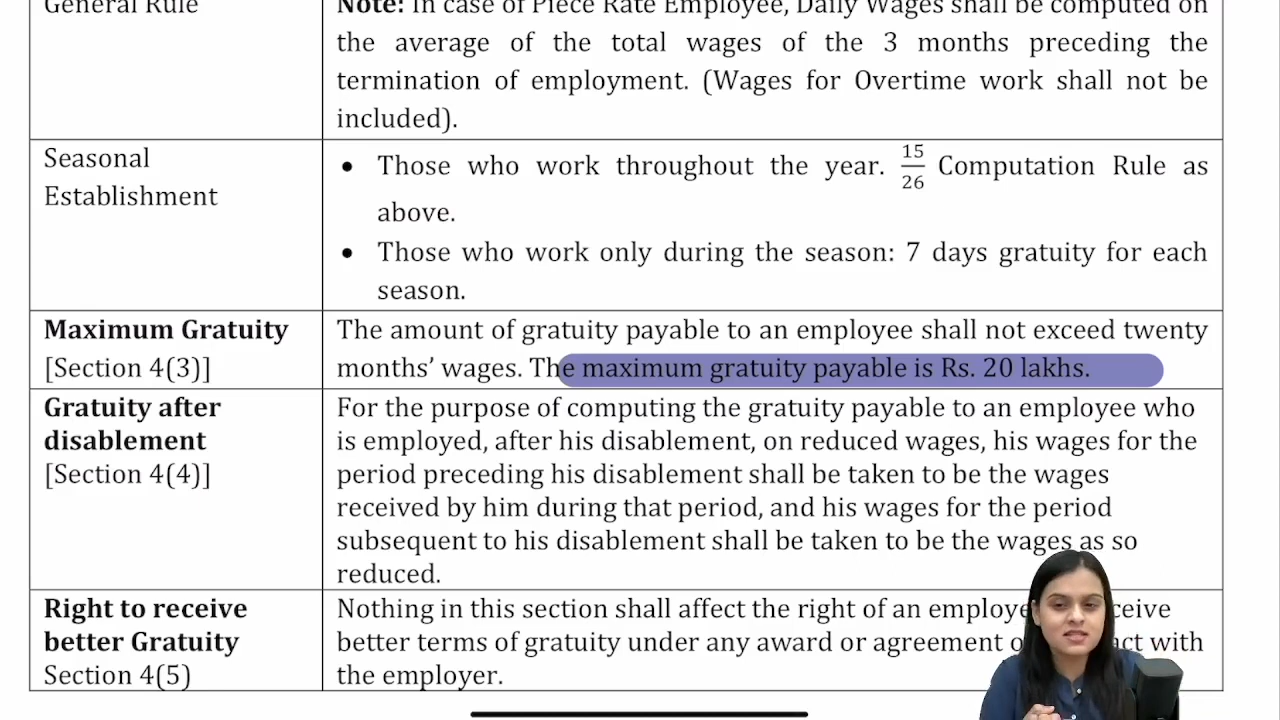 General Rule
Note: In case of Piece Rate Employee, Daily Wages shall be computed on
the average of the total wages of the 3 months preceding the
termination of employment. (Wages for Overtime work shall not be
included).
Seasonal
Establishment
• Those who work throughout the year. 15/26 Computation Rule as
above.
• Those who work only during the season: 7 days gratuity for each
season.
Maximum Gratuity
[Section 4(3)]
The amount of gratuity payable to an employee shall not exceed twenty
months’ wages. The maximum gratuity payable is Rs. 20 lakhs.
Gratuity after
disablement
[Section 4(4)]
For the purpose of computing the gratuity payable to an employee who
is employed, after his disablement, on reduced wages, his wages for the
period preceding his disablement shall be taken to be the wages
received by him during that period, and his wages for the period
subsequent to his disablement shall be taken to be the wages as so
reduced.
Right to receive
better Gratuity
Section 4(5)
Nothing in this section shall affect the right of an
better terms of gratuity under any award or agreement with
the employer.